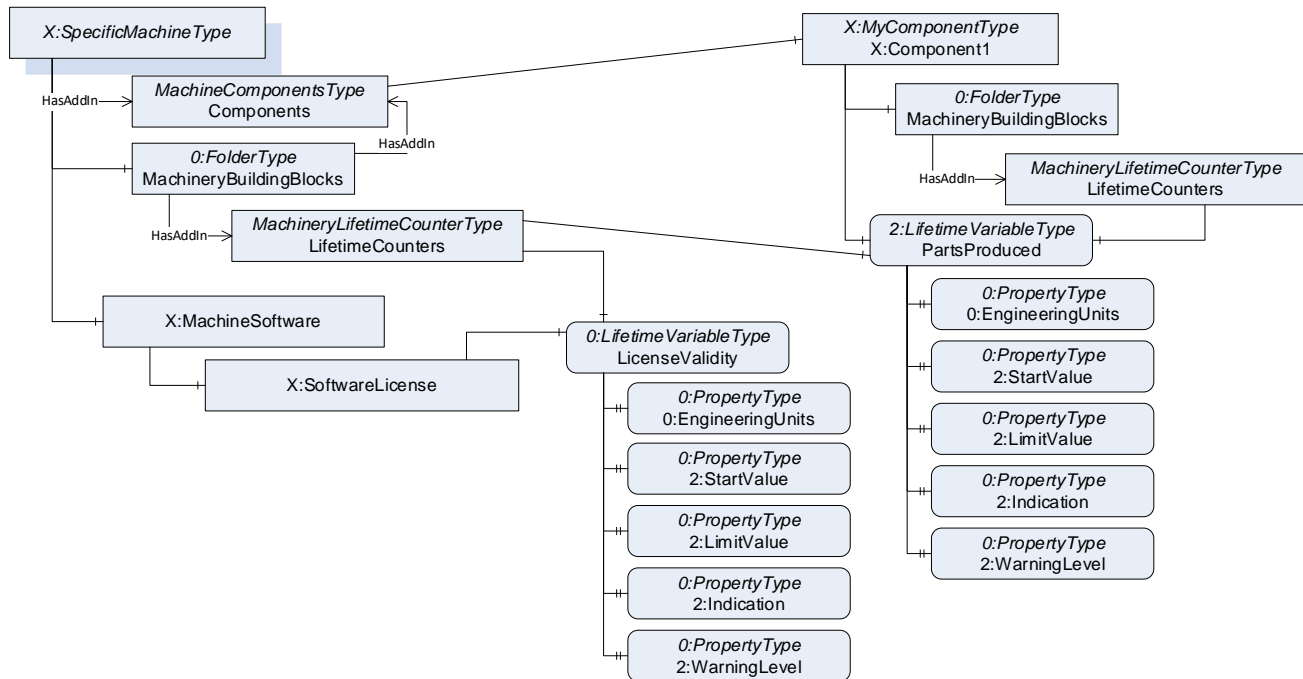 X:SpecificMachineType
HasAddIn
MachineComponentsType
Components
HasAddIn
0:FolderType
MachineryBuildingBlocks
HasAddIn
MachineryLifetimeCounterType
LifetimeCounters
X:MachineSoftware
X:SoftwareLicense
0:LifetimeVariableType
LicenseValidity
0:PropertyType
0:EngineeringUnits
0:PropertyType
2:StartValue
0:PropertyType
2:LimitValue
0:PropertyType
2:Indication
0:PropertyType
2:WarningLevel
X:MyComponentType
X:Component1
0:FolderType
MachineryBuildingBlocks
HasAddIn
MachineryLifetimeCounterType
LifetimeCounters
2:LifetimeVariableType
PartsProduced
0:PropertyType
0:EngineeringUnits
0:PropertyType
2:StartValue
0:PropertyType
2:LimitValue
0:PropertyType
2:Indication
0:PropertyType
2:WarningLevel